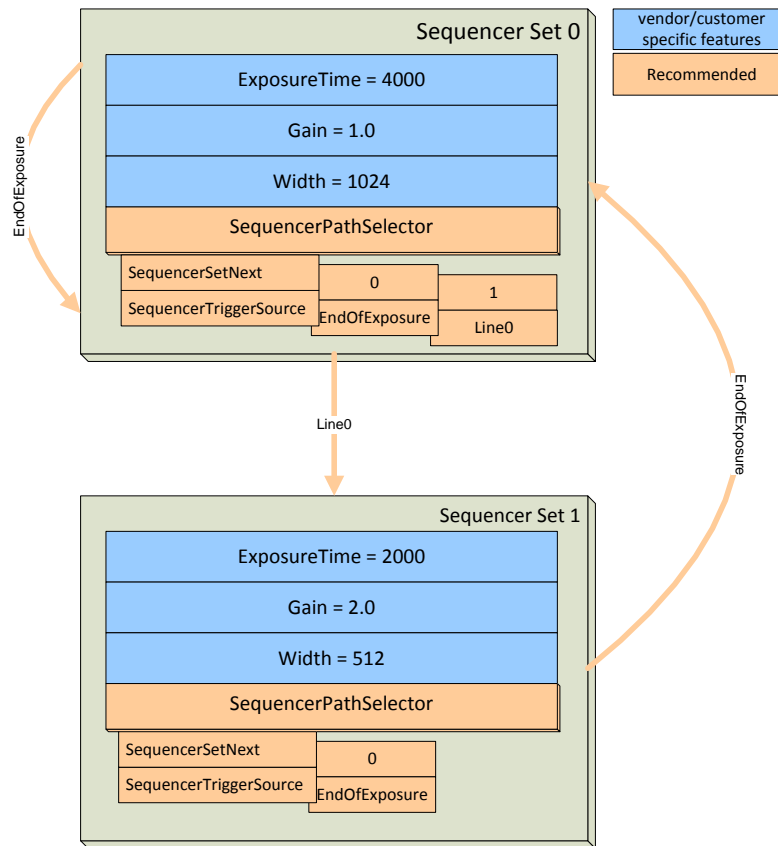 Sequencer Set 0
vendor/customer
specific features
Recommended
ExposureTime = 4000
Gain = 1.0
Width = 1024
SequencerPathSelector
SequencerSetNext
0
1
SequencerTriggerSource
EndOfExposure
Line0
EndOfExposure
Line0
EndOfExposure
Sequencer Set 1
ExposureTime = 2000
Gain = 2.0
Width = 512
SequencerPathSelector
SequencerSetNext
0
SequencerTriggerSource
EndOfExposure